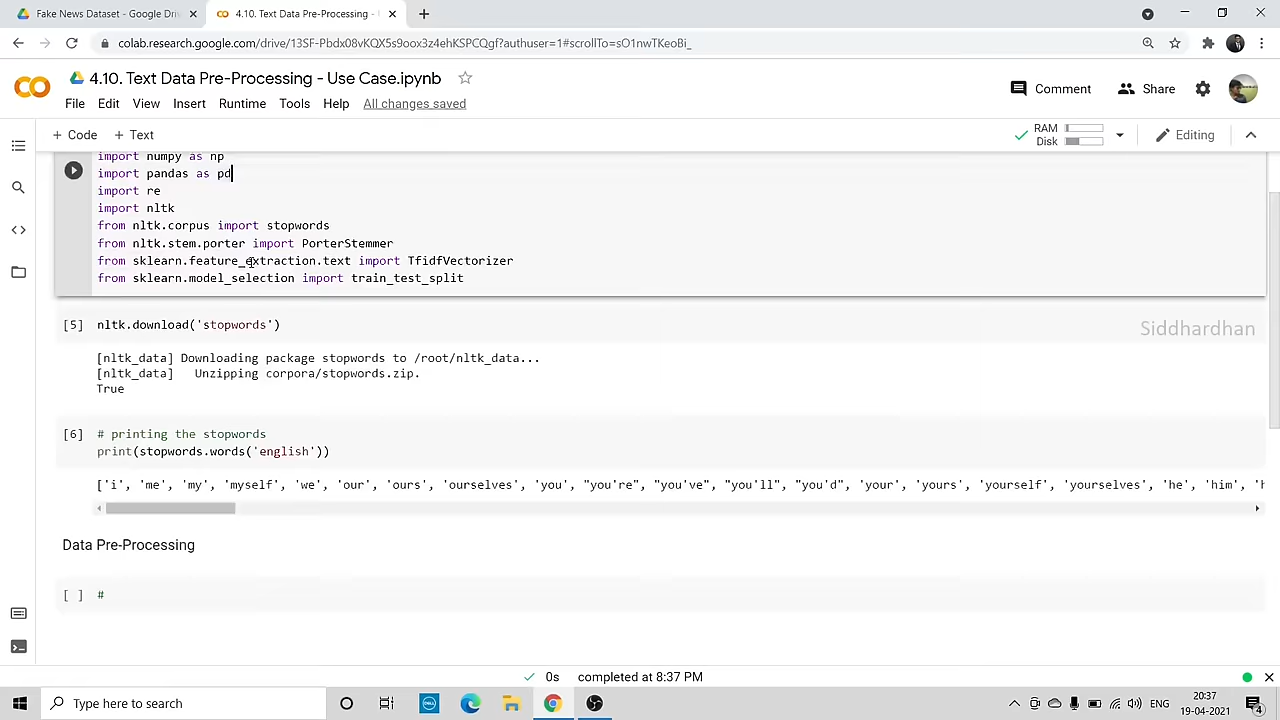 Fake News Dataset - Google Dri
4.10. Text Data Pre-Processing -
colab.research.google.com/drive/13SF-Pbdx08vKQX5s9oox3z4ehKSPCQgf?authuser=1#scrollTo=sO1nwTKeoBi_
4.10. Text Data Pre-Processing - Use Case.ipynb
Comment
Share
File Edit View Insert Runtime Tools Help All changes saved
+ Code + Text
RAM
Disk
Editing
import numpy as np
import pandas as pd
import re
import nltk
from nltk.corpus import stopwords
from nltk.stem.porter import PorterStemmer
from sklearn.feature_extraction.text import TfidfVectorizer
from sklearn.model_selection import train_test_split
[5] nltk.download('stopwords')
Siddhardhan
[nltk_data] Downloading package stopwords to /root/nltk_data...
[nltk_data]   Unzipping corpora/stopwords.zip.
True
[6] # printing the stopwords
print(stopwords.words('english'))
['i', 'me', 'my', 'myself', 'we', 'our', 'ours', 'ourselves', 'you', "you're", "you've", "you'll", "you'd", 'your', 'yours', 'yourself', 'yourselves', 'he', 'him', 'h
Data Pre-Processing
[ ] #
0s completed at 8:37 PM
Type here to search
DELL
ENG
20:37
19-04-2021
4